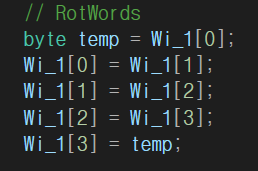 // RotWords
byte temp = Wi_1[0];
Wi_1[0] = Wi_1[1];
Wi_1[1] = Wi_1[2];
Wi_1[2] = Wi_1[3];
Wi_1[3] = temp;